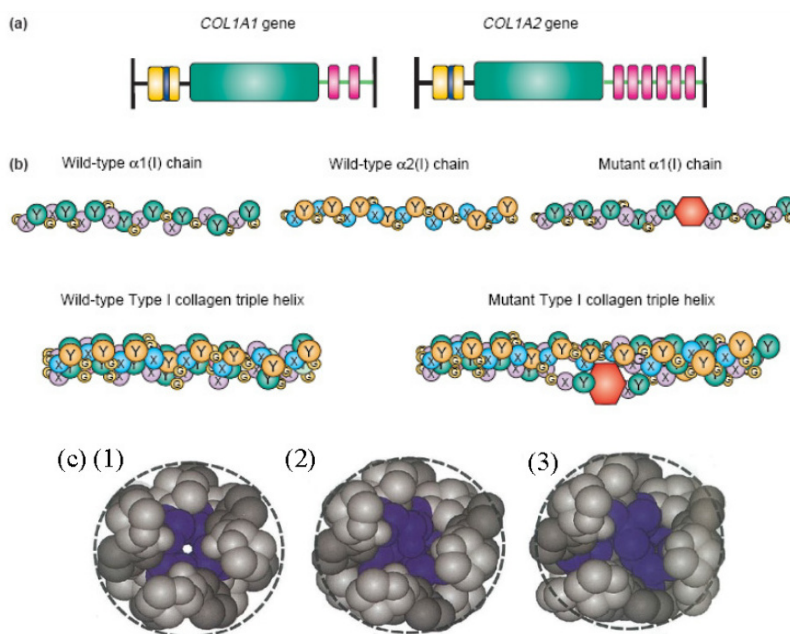 (a)
COL1A1 gene COL1A2 gene
(b)
Wild-type α1(I) chain Wild-type α2(I) chain Mutant α1(I) chain
Wild-type Type I collagen triple helix Mutant Type I collagen triple helix
(c) (1) (2) (3)